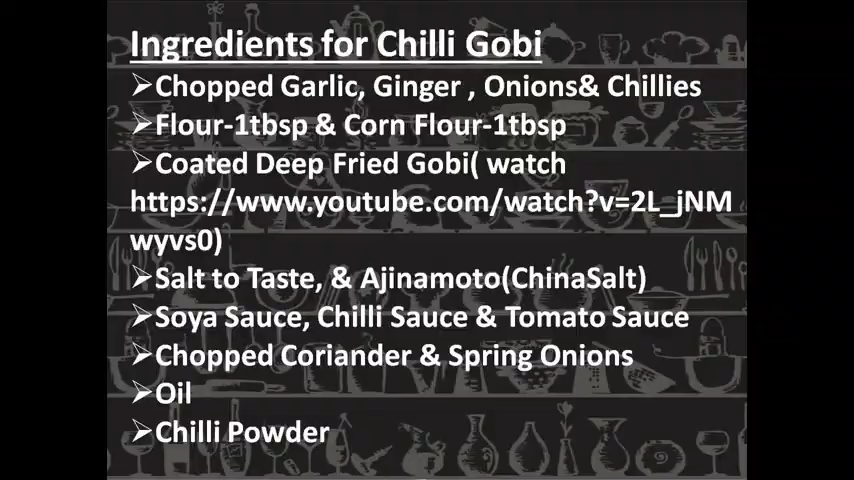 Ingredients for Chilli Gobi
➢Chopped Garlic, Ginger , Onions& Chillies
➢Flour-1tbsp & Corn Flour-1tbsp
➢Coated Deep Fried Gobi( watch
https://www.youtube.com/watch?v=2L_jNM
wyvs0)
➢Salt to Taste, & Ajinamoto(ChinaSalt)
➢Soya Sauce, Chilli Sauce & Tomato Sauce
➢Chopped Coriander & Spring Onions
➢Oil
➢Chilli Powder